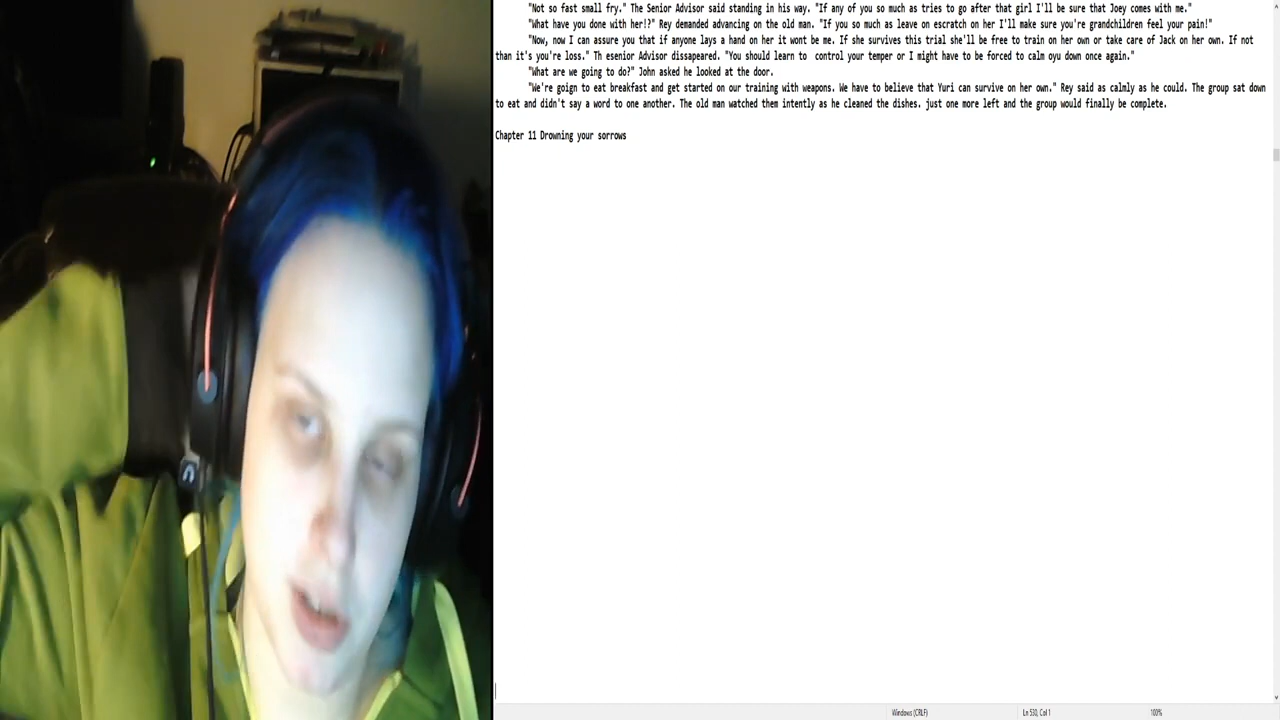 "Not so fast small fry." The Senior Advisor said standing in his way. "If any of you so much as tries to go after that girl I'll be sure that Joey comes with me."
"What have you done with her!?" Rey demanded advancing on the old man. "If you so much as leave on escratch on her I'll make sure you're grandchildren feel your pain!"
"Now, now I can assure you that if anyone lays a hand on her it wont be me. If she survives this trial she'll be free to train on her own or take care of Jack on her own. If not
than it's you're loss." Th esenior Advisor dissapeared. "You should learn to  control your temper or I might have to be forced to calm oyu down once again."
"What are we going to do?" John asked he looked at the door.
"We're goign to eat breakfast and get started on our training with weapons. We have to believe that Yuri can survive on her own." Rey said as calmly as he could. The group sat down
to eat and didn't say a word to one another. The old man watched them intently as he cleaned the dishes. just one more left and the group would finally be complete.
Chapter 11 Drowning your sorrows
Windows (CRLF) Ln 530, Col 1 100%